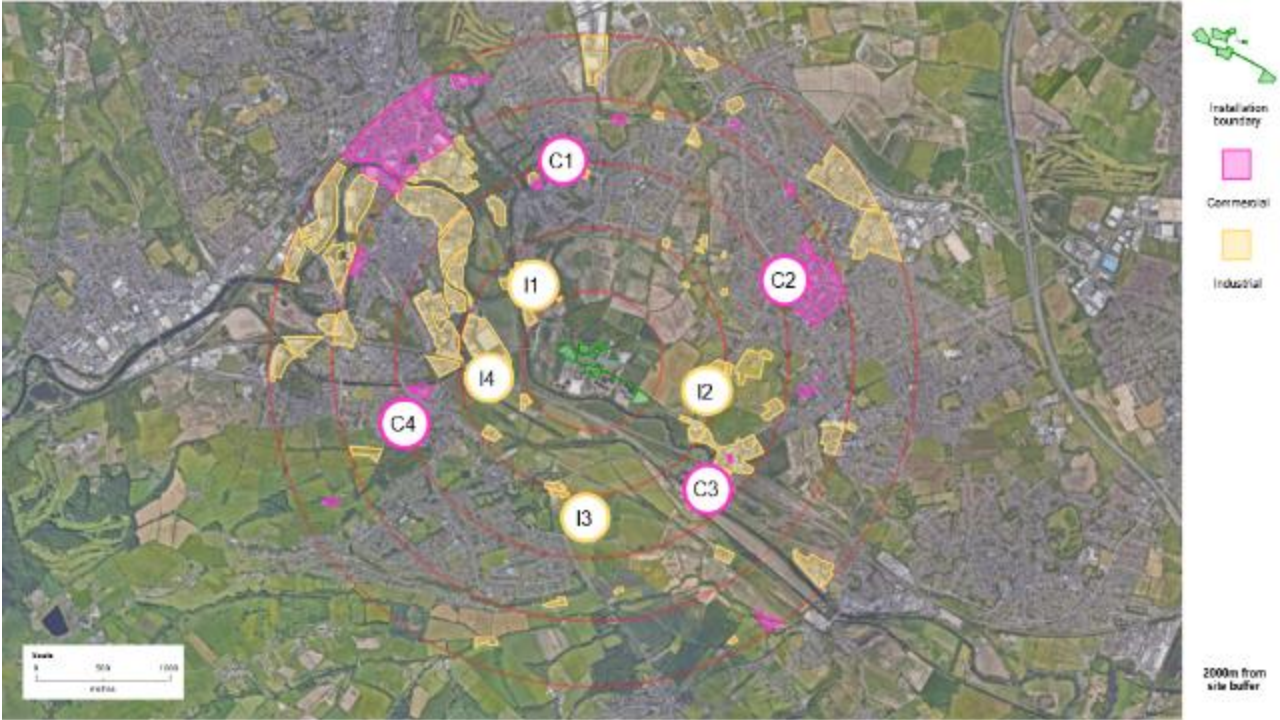 C1
I1
C2
I4
I2
C4
C3
I3
Installation
boundary
Commercial
Industrial
Scale
0 500 1000
metres
2000m from
site buffer